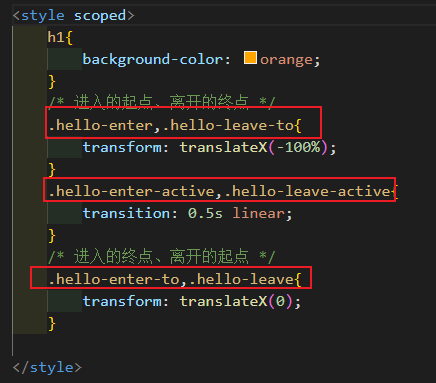 <style scoped>
h1{
background-color: orange;
}
/* 进入的起点、离开的终点 */
.hello-enter,.hello-leave-to{
transform: translateX(-100%);
}
.hello-enter-active,.hello-leave-active{
transition: 0.5s linear;
}
/* 进入的终点、离开的起点 */
.hello-enter-to,.hello-leave{
transform: translateX(0);
}
</style>